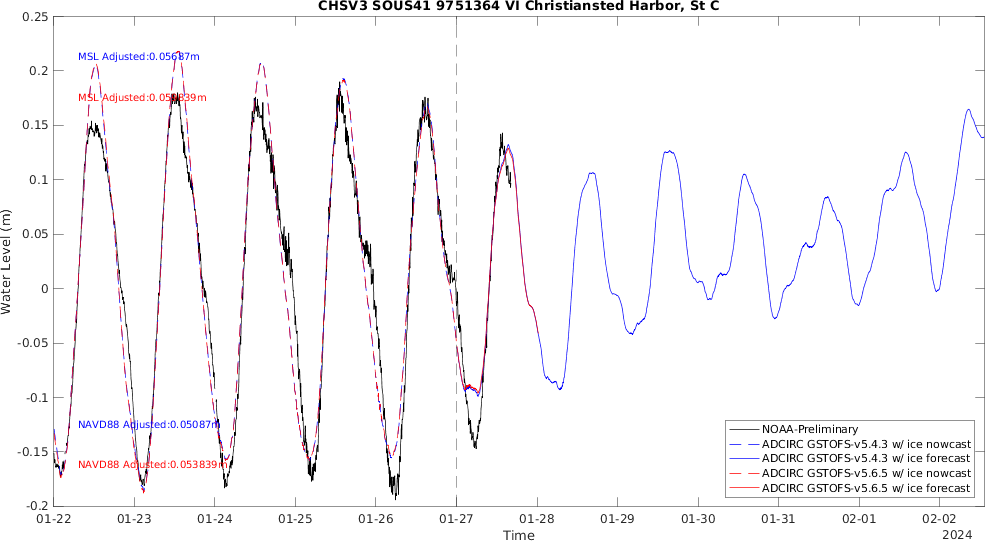 CHSV3 SOUS41 9751364 VI Christiansted Harbor, St C
0.25
0.2
0.15
0.1
0.05
0
-0.05
-0.1
-0.15
-0.2
Water Level (m)
MSL Adjusted:0.05687m
MSL Adjusted:0.053839m
NAVD88 Adjusted:0.05087m
NAVD88 Adjusted:0.053839m
NOAA-Preliminary
ADCIRC GSTOFS-v5.4.3 w/ ice nowcast
ADCIRC GSTOFS-v5.4.3 w/ ice forecast
ADCIRC GSTOFS-v5.6.5 w/ ice nowcast
ADCIRC GSTOFS-v5.6.5 w/ ice forecast
01-22 01-23 01-24 01-25 01-26 01-27 01-28 01-29 01-30 01-31 02-01 02-02
Time
2024